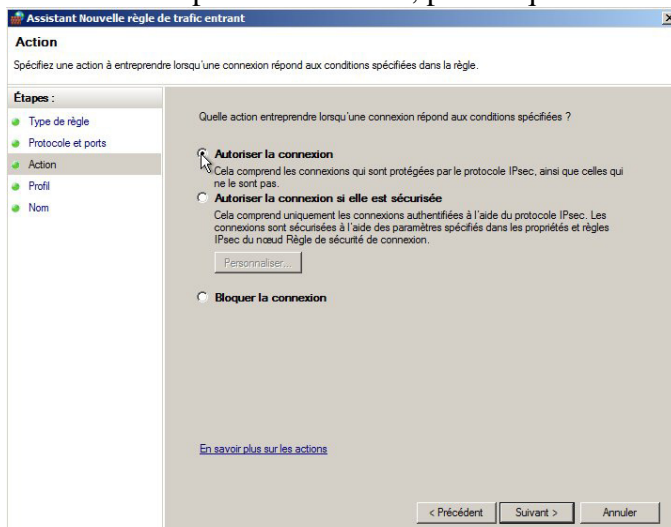 Assistant Nouvelle règle de trafic entrant
Action
Spécifiez une action à entreprendre lorsqu'une connexion répond aux conditions spécifiées dans la règle.
Étapes :
Type de règle
Protocole et ports
Action
Profil
Nom
Quelle action entreprendre lorsqu'une connexion répond aux conditions spécifiées ?
Autoriser la connexion
Cela comprend les connexions qui sont protégées par le protocole IPsec, ainsi que celles qui
ne le sont pas.
Autoriser la connexion si elle est sécurisée
Cela comprend uniquement les connexions authentifiées à l'aide du protocole IPsec. Les
connexions sont sécurisées à l'aide des paramètres spécifiés dans les propriétés et règles
IPsec du nœud Règle de sécurité de connexion.
Personnaliser...
Bloquer la connexion
En savoir plus sur les actions
< Précédent
Suivant >
Annuler